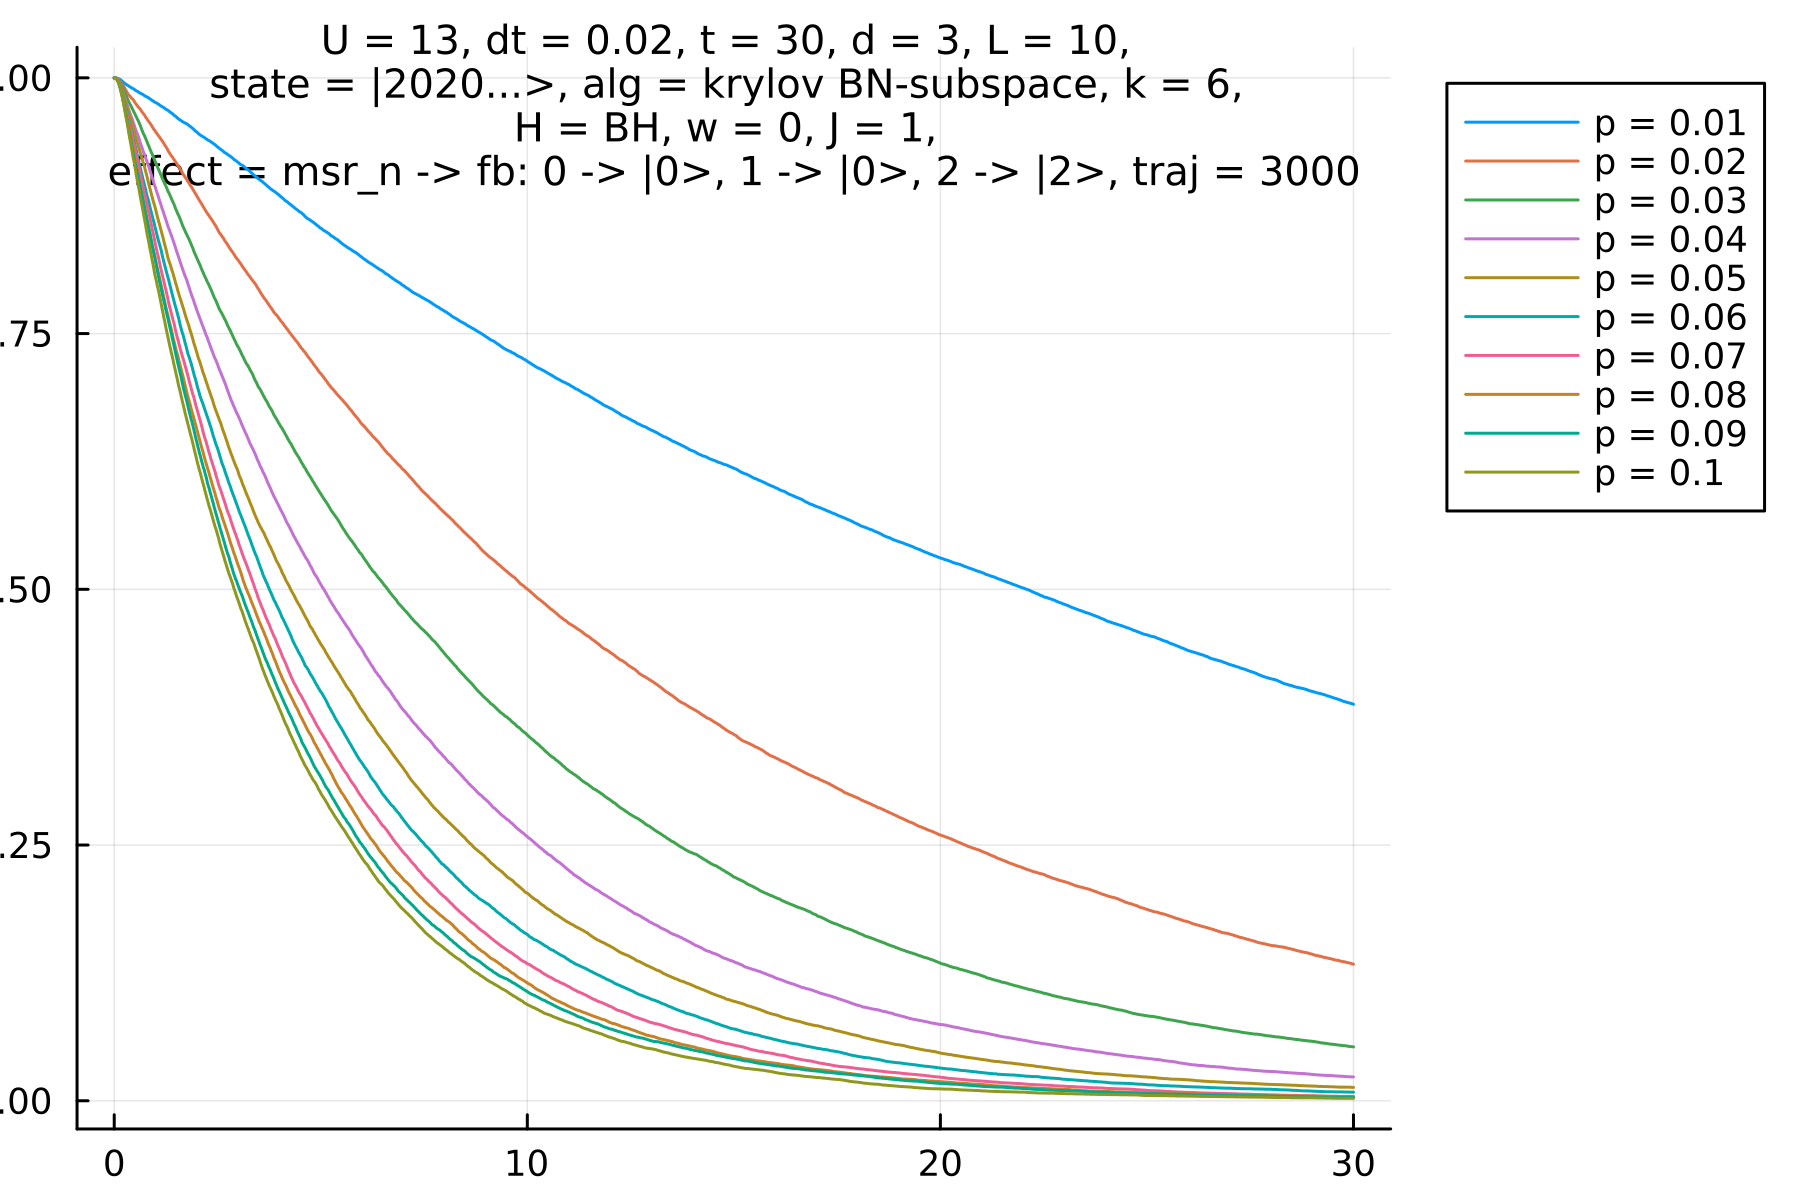 U = 13, dt = 0.02, t = 30, d = 3, L = 10,
state = |2020...>, alg = krylov BN-subspace, k = 6,
H = BH, w = 0, J = 1,
effect = msr_n -> fb: 0 -> |0>, 1 -> |0>, 2 -> |2>, traj = 3000
.00
.75
.50
.25
.00
0 10 20 30
p = 0.01
p = 0.02
p = 0.03
p = 0.04
p = 0.05
p = 0.06
p = 0.07
p = 0.08
p = 0.09
p = 0.1